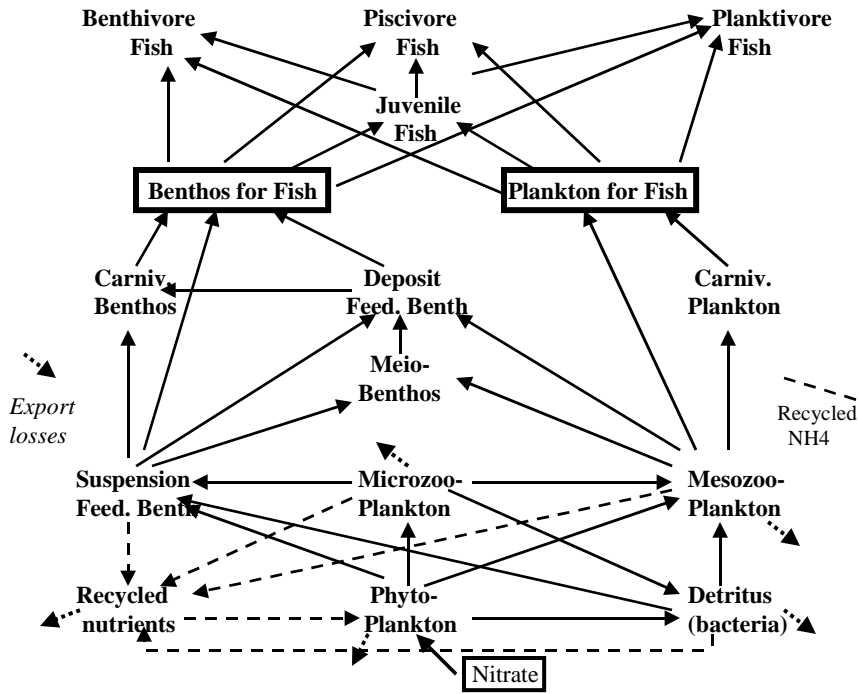 Benthivore
Fish
Piscivore
Fish
Planktivore
Fish
Juvenile
Fish
Benthos for Fish
Plankton for Fish
Carniv.
Benthos
Deposit
Feed. Benth
Carniv.
Plankton
Meio-
Benthos
Export
losses
Recycled
NH4
Suspension
Feed. Benth
Microzoo-
Plankton
Mesozoo-
Plankton
Recycled
nutrients
Phyto-
Plankton
Detritus
(bacteria)
Nitrate